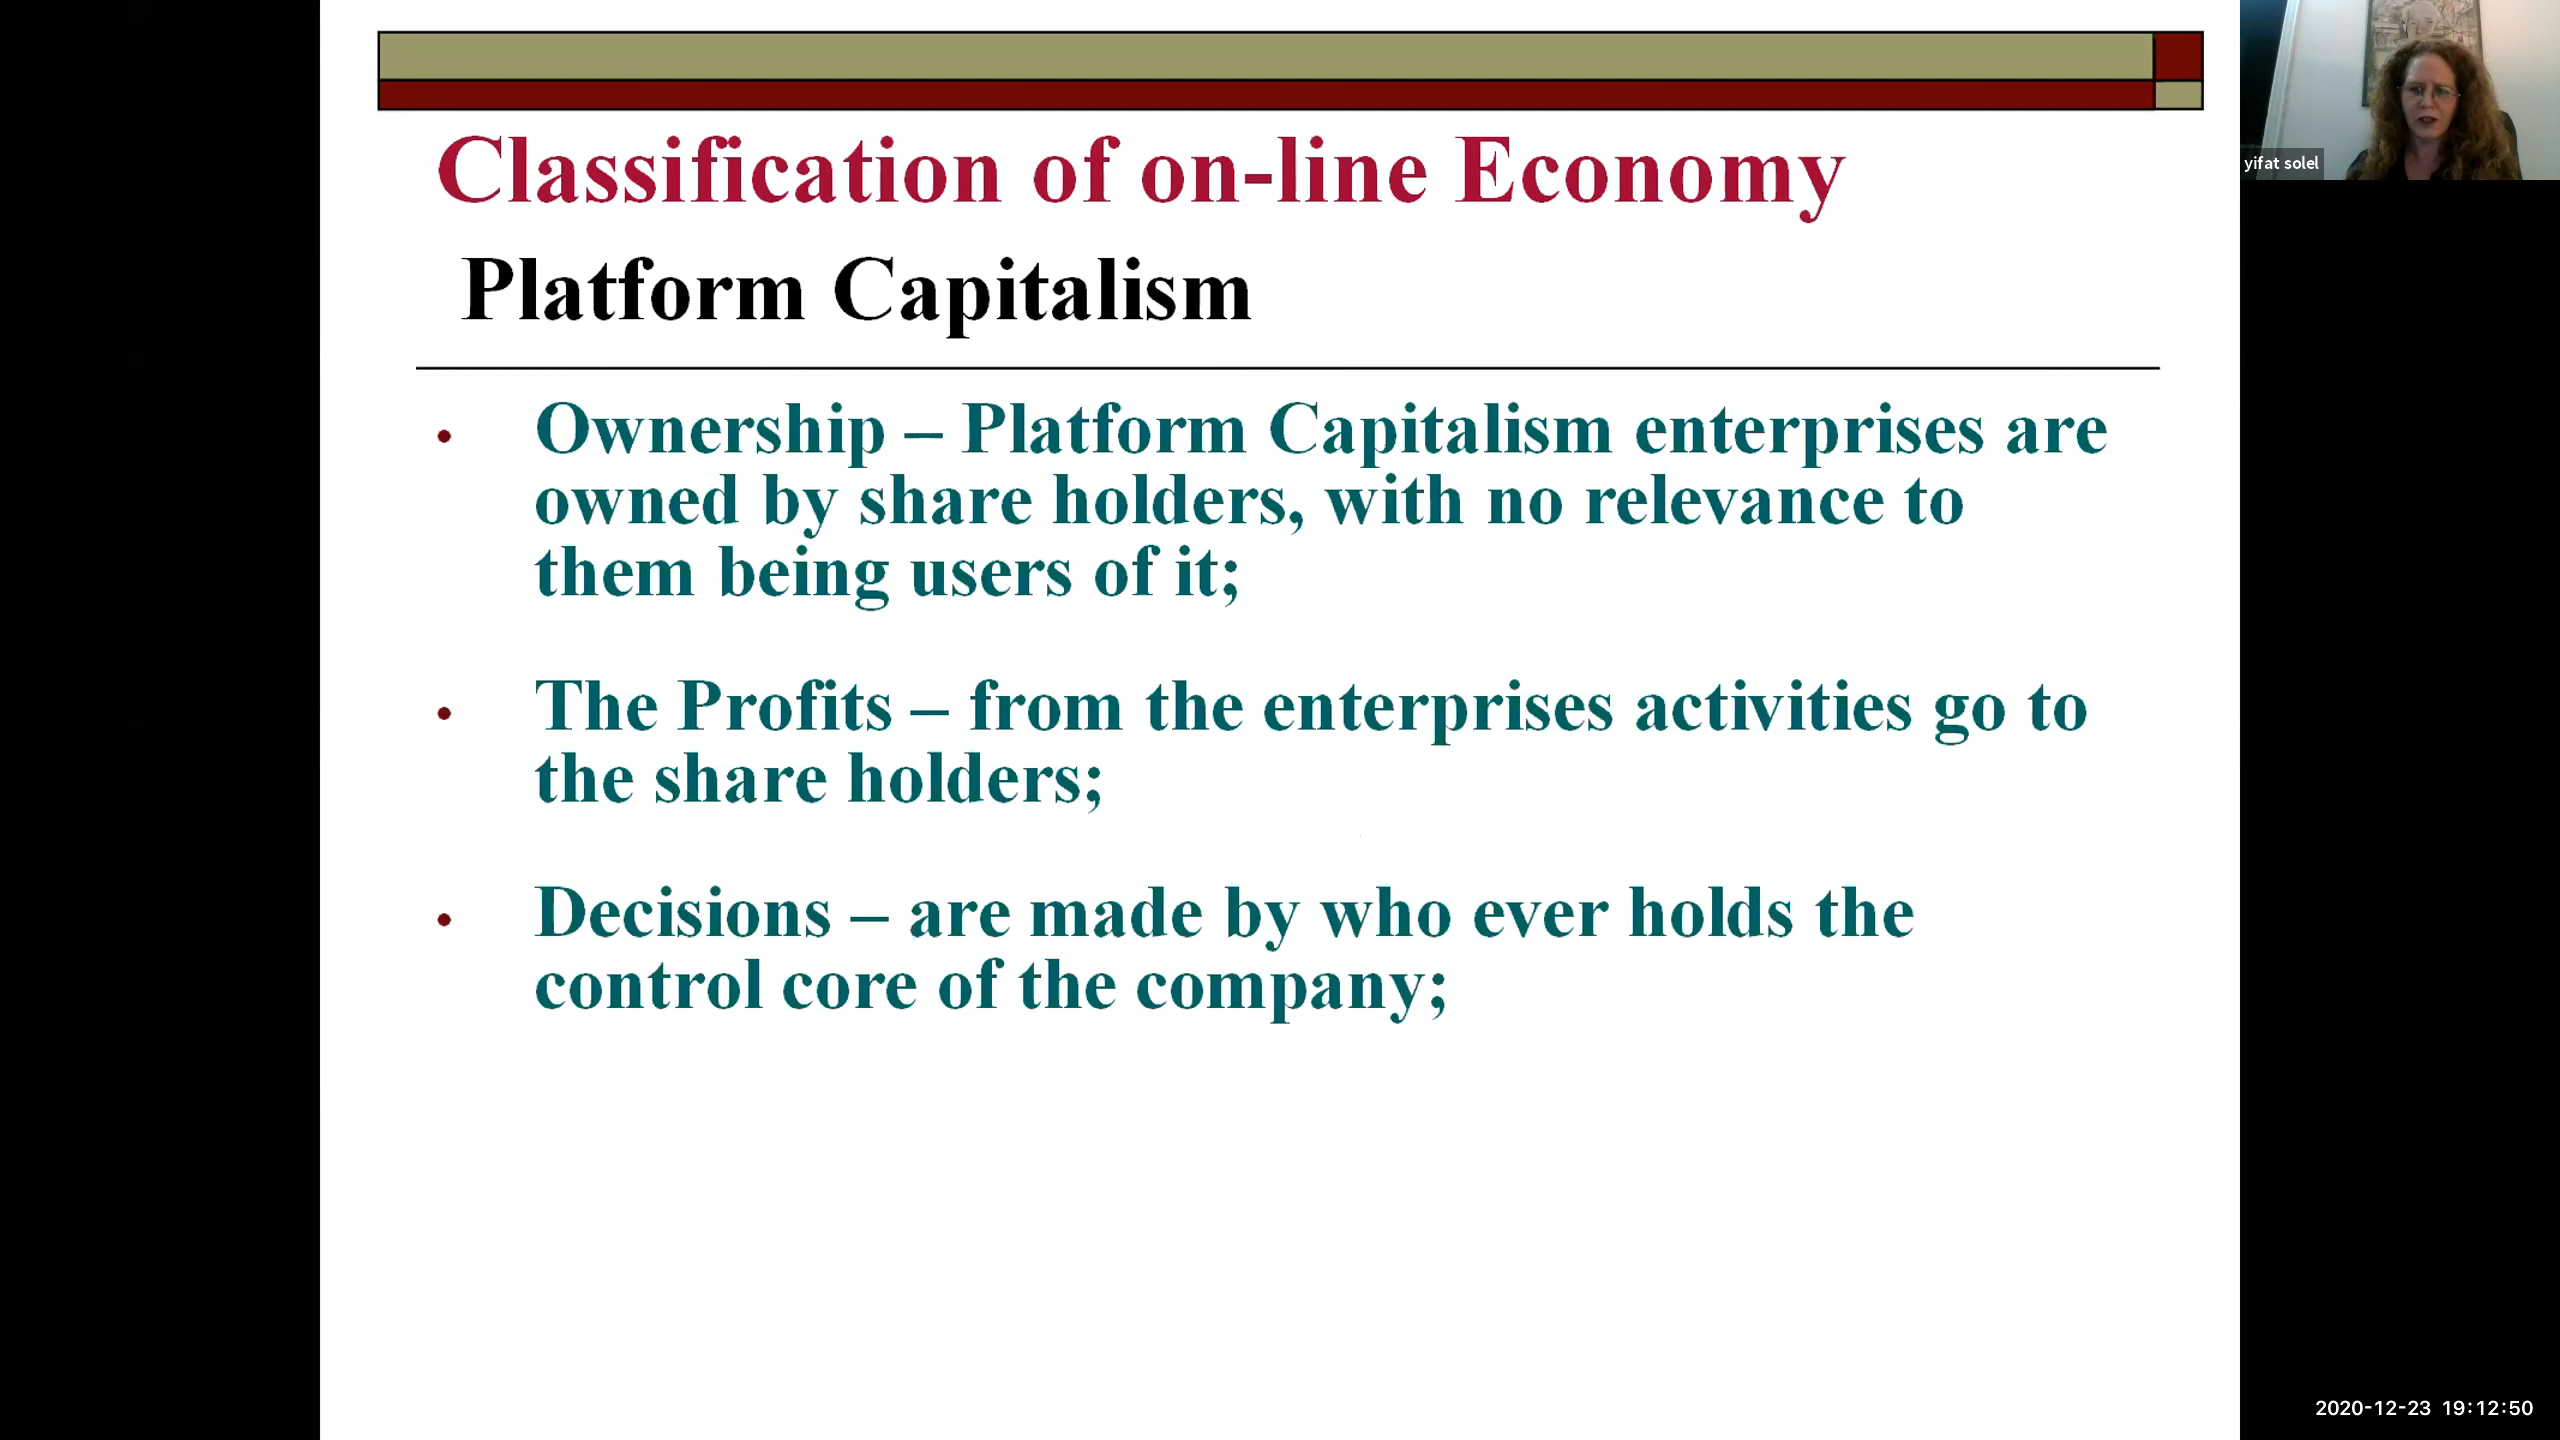 Classification of on-line Economy
Platform Capitalism
• Ownership – Platform Capitalism enterprises are
owned by share holders, with no relevance to
them being users of it;
• The Profits – from the enterprises activities go to
the share holders;
• Decisions – are made by who ever holds the
control core of the company;
yifat solel
2020-12-23 19:12:50